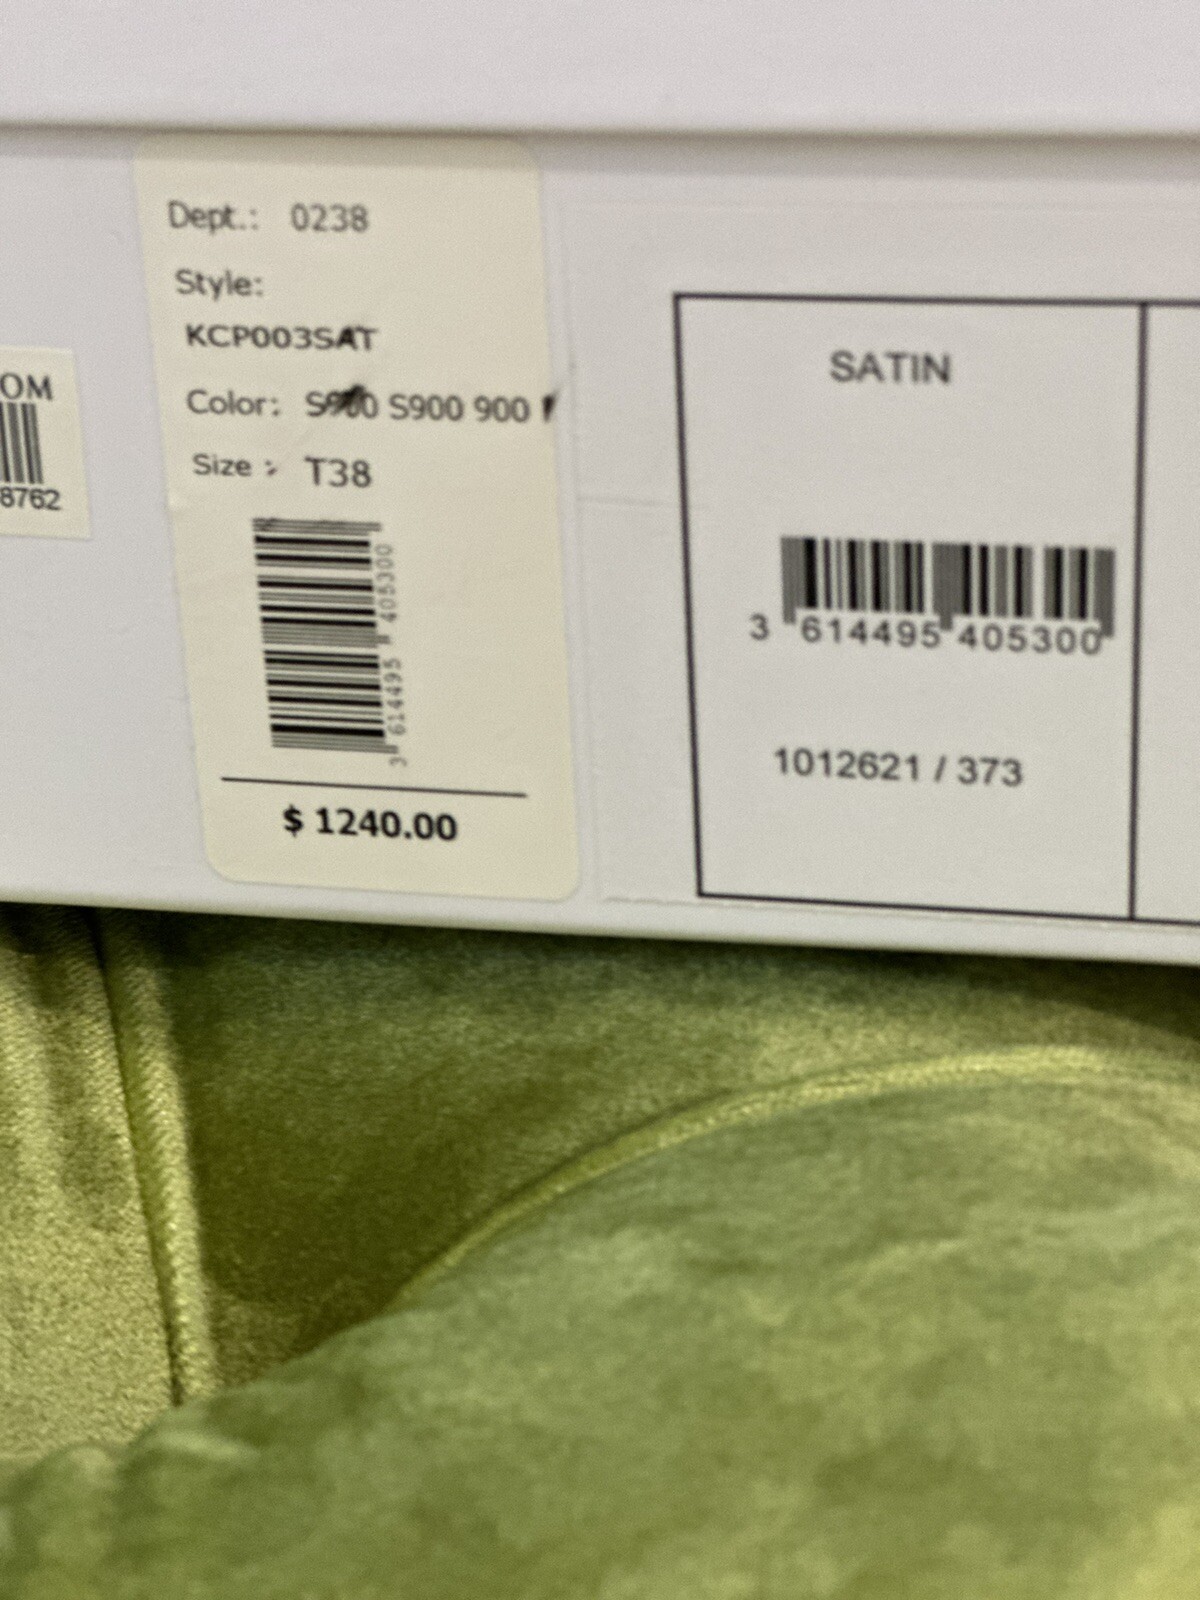 OM
8762
Dept.: 0238
Style:
KCP003SAT
Color: S900 S900 900
Size : T38
3 614495 405300
$ 1240.00
SATIN
3 614495 405300
1012621 / 373